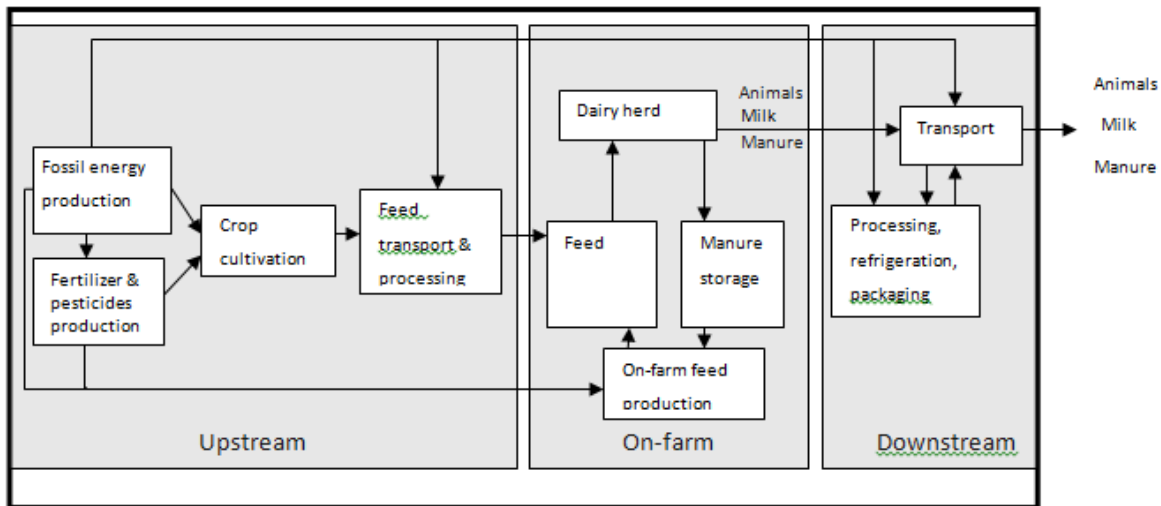 Fossil energy
production
Fertilizer &
pesticides
production
Crop
cultivation
Feed
transport &
processing
Upstream
Dairy herd
Animals
Milk
Manure
Feed
Manure
storage
On-farm feed
production
On-farm
Transport
Processing,
refrigeration,
packaging
Downstream
Animals
Milk
Manure